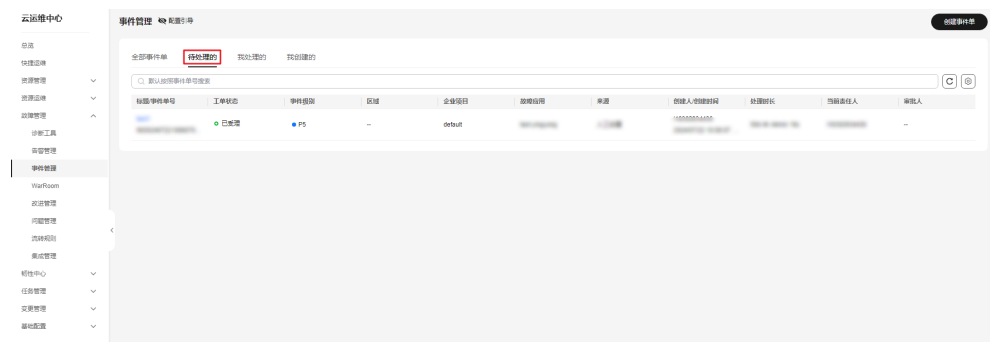 云运维中心
总览
快捷运维
资源管理
资源运维
故障管理
诊断工具
告警管理
事件管理
WarRoom
改进管理
问题管理
流转规则
集成管理
韧性中心
任务管理
变更管理
基础配置
事件管理 配置引导
创建事件单
全部事件单 待处理的 我处理的 我创建的
默认按照事件单号搜索
标题/事件单号 工单状态 事件级别 区域 企业项目 故障应用 来源 创建人/创建时间 处理时长 当前责任人 审批人
已受理 P5 -- default --